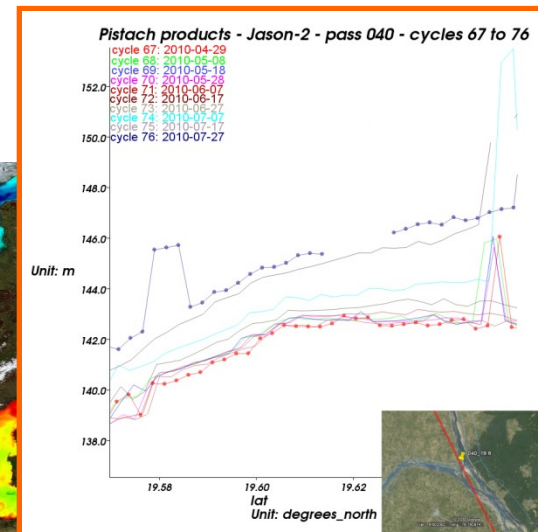 Pistach products - Jason-2 - pass 040 - cycles 67 to 76
cycle 67: 2010-04-29
cycle 68: 2010-05-08
cycle 69: 2010-05-18
cycle 70: 2010-05-28
cycle 71: 2010-06-07
cycle 72: 2010-06-17
cycle 73: 2010-06-27
cycle 74: 2010-07-07
cycle 75: 2010-07-17
cycle 76: 2010-07-27
152.0
150.0
148.0
146.0
Unit: m
144.0
142.0
140.0
138.0
19.58
19.60
19.62
lat
Unit: degrees_north